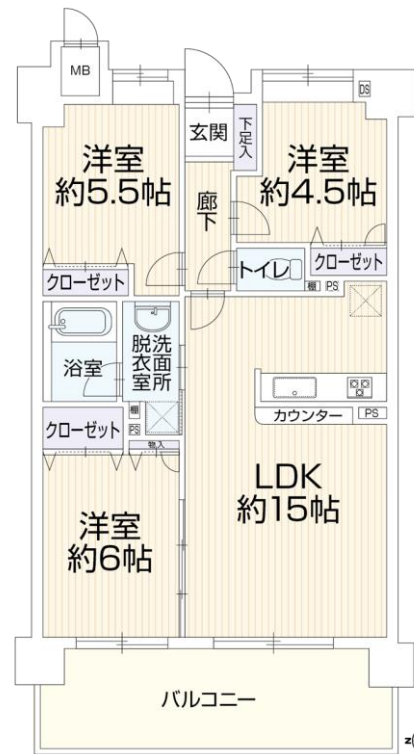 MB
DS
玄関
下足入
洋室
約5.5帖
洋室
約4.5帖
廊下
トイレ
クローゼット
クローゼット
棚
PS
浴室
洗面所
脱衣室
棚
PS
カウンター
PS
クローゼット
物入
LDK
約15帖
洋室
約6帖
バルコニー